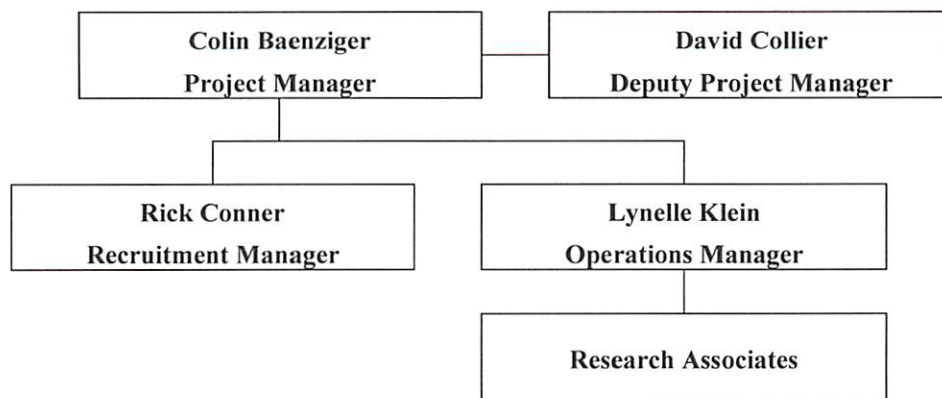 Colin Baenziger
Project Manager
David Collier
Deputy Project Manager
Rick Conner
Recruitment Manager
Lynelle Klein
Operations Manager
Research Associates